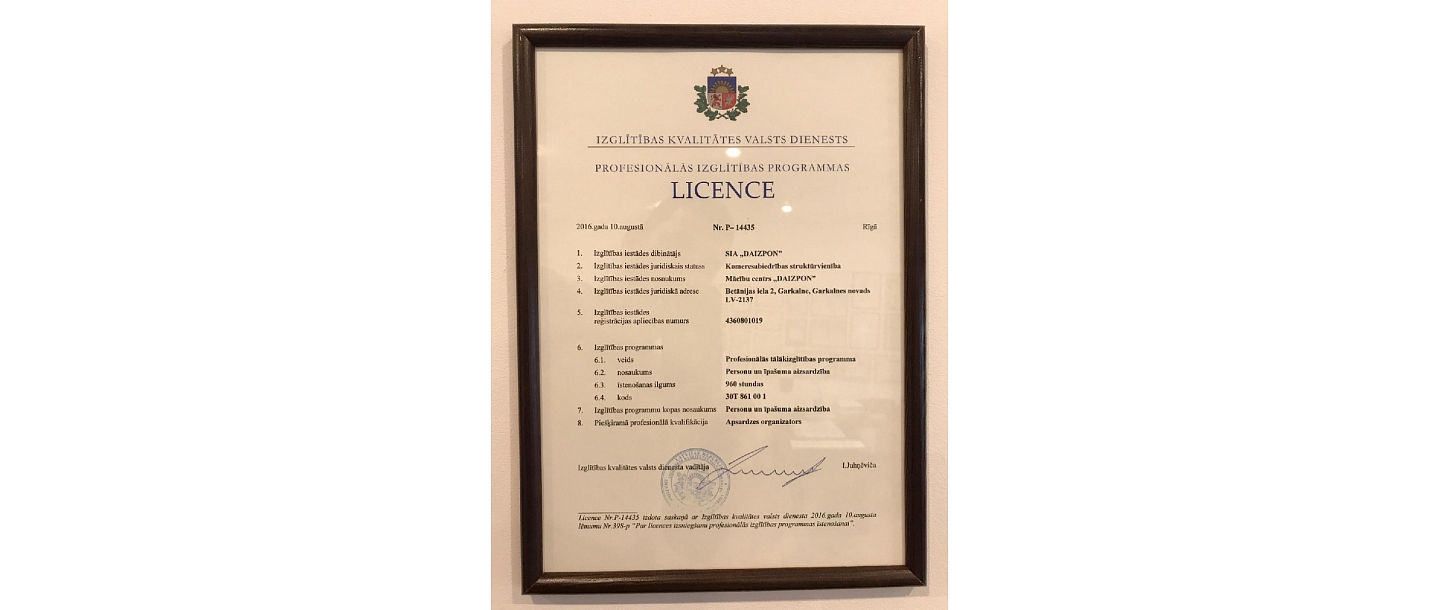 IZGLĪTĪBAS KVALITĀTES VALSTS DIENESTS
PROFESIONĀLĀS IZGLĪTĪBAS PROGRAMMAS
LICENCE
2016.gada 10.augustā Nr. P– 14435 Rīgā
1. Izglītības iestādes dibinātājs SIA „DAIZPON”
2. Izglītības iestādes juridiskais statuss Komercsabiedrības struktūrvienība
3. Izglītības iestādes nosaukums Mācību centrs „DAIZPON”
4. Izglītības iestādes juridiskā adrese Betānijas iela 2, Garkalne, Garkalnes novads
LV-2137
5. Izglītības iestādes
reģistrācijas apliecības numurs 4360801019
6. Izglītības programmas
6.1. veids Profesionālās tālākizglītības programma
6.2. nosaukums Personu un īpašuma aizsardzība
6.3. īstenošanas ilgums 960 stundas
6.4. kods 30T 861 00 1
7. Izglītības programmu kopas nosaukums Personu un īpašuma aizsardzība
8. Piešķiramā profesionālā kvalifikācija Apsardzes organizators
Izglītības kvalitātes valsts dienesta vadītāja I.Juhņēviča
Licence Nr.P-14435 izdota saskaņā ar Izglītības kvalitātes valsts dienesta 2016.gada 10.augusta
lēmumu Nr.398-p "Par licences izsniegšanu profesionālās izglītības programmas īstenošanai".